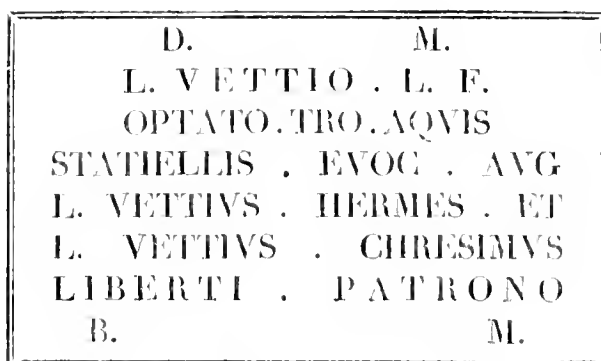 D. M.
L. VETTIO . L. F.
OPTATO . TRO . AQVIS
STATIELLIS . EVOC . AVG
L. VETTIVS . HERMES . ET
L. VETTIVS . CHRESIMVS
LIBERTI . PATRONO
B. M.